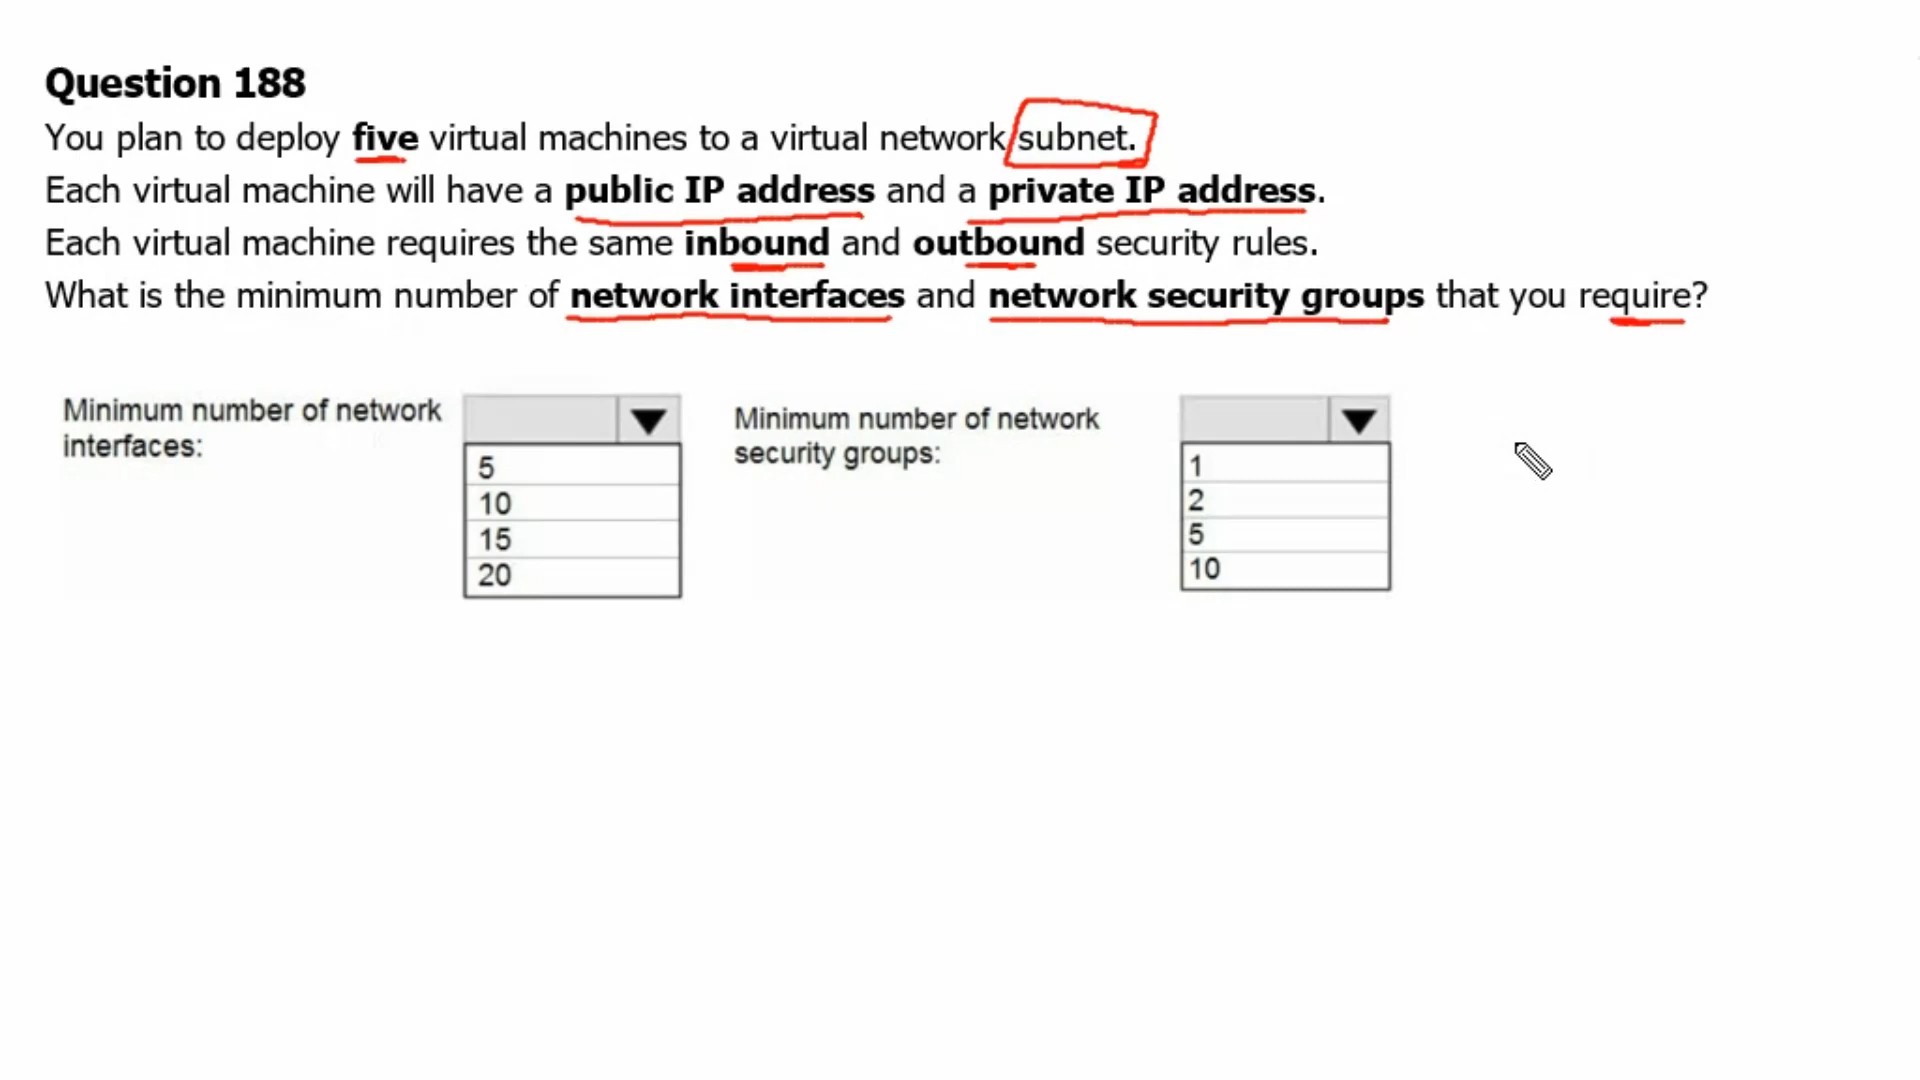 Question 188
You plan to deploy five virtual machines to a virtual network subnet.
Each virtual machine will have a public IP address and a private IP address.
Each virtual machine requires the same inbound and outbound security rules.
What is the minimum number of network interfaces and network security groups that you require?
Minimum number of network
interfaces:
5
10
15
20
Minimum number of network
security groups:
1
2
5
10